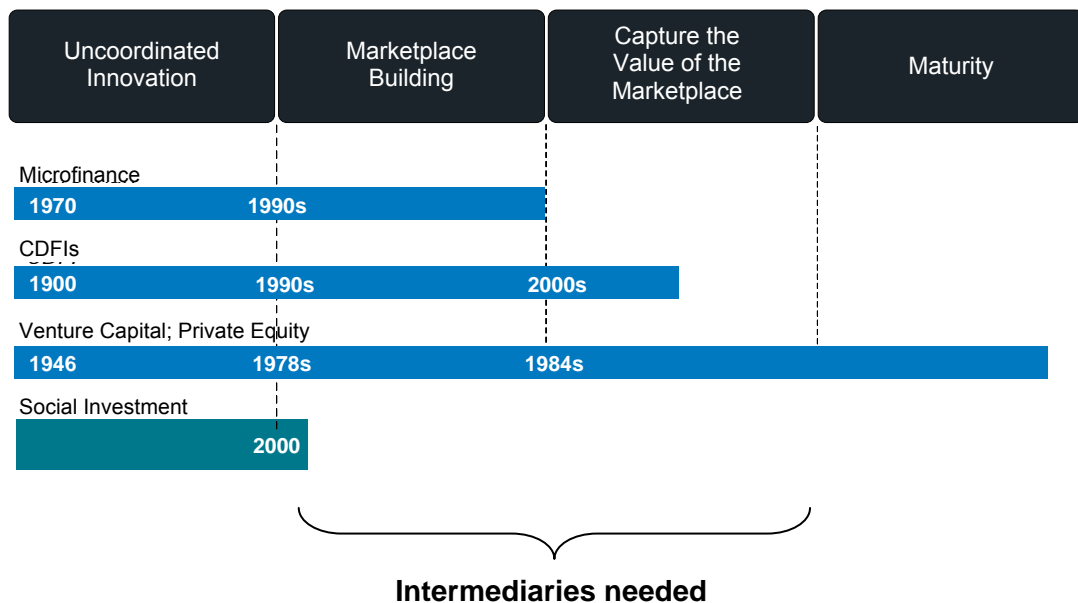 Uncoordinated
Innovation
Marketplace
Building
Capture the
Value of the
Marketplace
Maturity
Microfinance
1970 1990s
CDFIs
1900 1990s 2000s
Venture Capital; Private Equity
1946 1978s 1984s
Social Investment
2000
Intermediaries needed